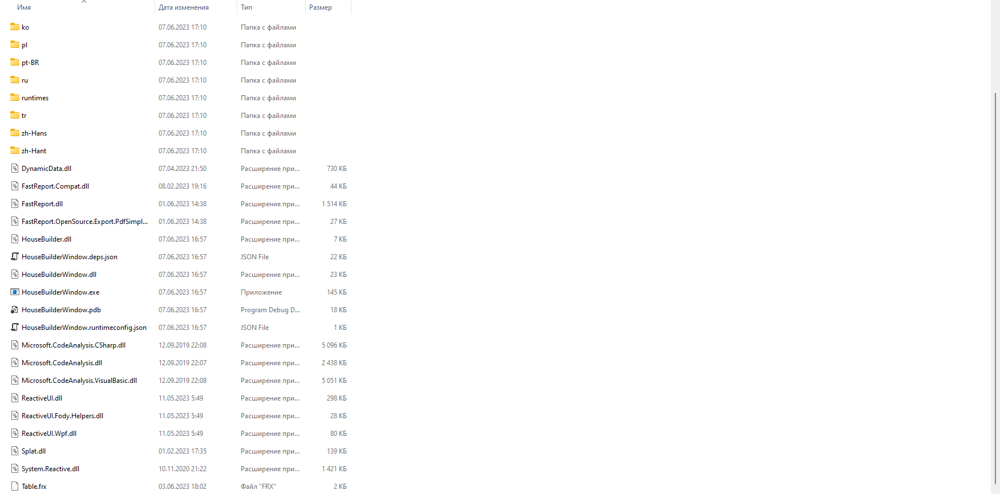 Имя Дата изменения Тип Размер
ko 07.06.2023 17:10 Папка с файлами
pl 07.06.2023 17:10 Папка с файлами
pt-BR 07.06.2023 17:10 Папка с файлами
ru 07.06.2023 17:10 Папка с файлами
runtimes 07.06.2023 17:10 Папка с файлами
tr 07.06.2023 17:10 Папка с файлами
zh-Hans 07.06.2023 17:10 Папка с файлами
zh-Hant 07.06.2023 17:10 Папка с файлами
DynamicData.dll 07.04.2023 21:50 Расширение при... 730 КБ
FastReport.Compat.dll 08.02.2023 19:16 Расширение при... 44 КБ
FastReport.dll 01.06.2023 14:38 Расширение при... 1 514 КБ
FastReport.OpenSource.Export.PdfSimpl... 01.06.2023 14:38 Расширение при... 27 КБ
HouseBuilder.dll 07.06.2023 16:57 Расширение при... 7 КБ
HouseBuilderWindow.deps.json 07.06.2023 16:57 JSON File 22 КБ
HouseBuilderWindow.dll 07.06.2023 16:57 Расширение при... 23 КБ
HouseBuilderWindow.exe 07.06.2023 16:57 Приложение 145 КБ
HouseBuilderWindow.pdb 07.06.2023 16:57 Program Debug D... 18 КБ
HouseBuilderWindow.runtimeconfig.json 07.06.2023 16:57 JSON File 1 КБ
Microsoft.CodeAnalysis.CSharp.dll 12.09.2019 22:08 Расширение при... 5 096 КБ
Microsoft.CodeAnalysis.dll 12.09.2019 22:07 Расширение при... 2 438 КБ
Microsoft.CodeAnalysis.VisualBasic.dll 12.09.2019 22:08 Расширение при... 5 051 КБ
ReactiveUI.dll 11.05.2023 5:49 Расширение при... 298 КБ
ReactiveUI.Fody.Helpers.dll 11.05.2023 5:49 Расширение при... 28 КБ
ReactiveUI.Wpf.dll 11.05.2023 5:49 Расширение при... 80 КБ
Splat.dll 01.02.2023 17:35 Расширение при... 139 КБ
System.Reactive.dll 10.11.2020 21:22 Расширение при... 1 421 КБ
Table.frx 03.06.2023 18:02 Файл "FRX" 2 КБ